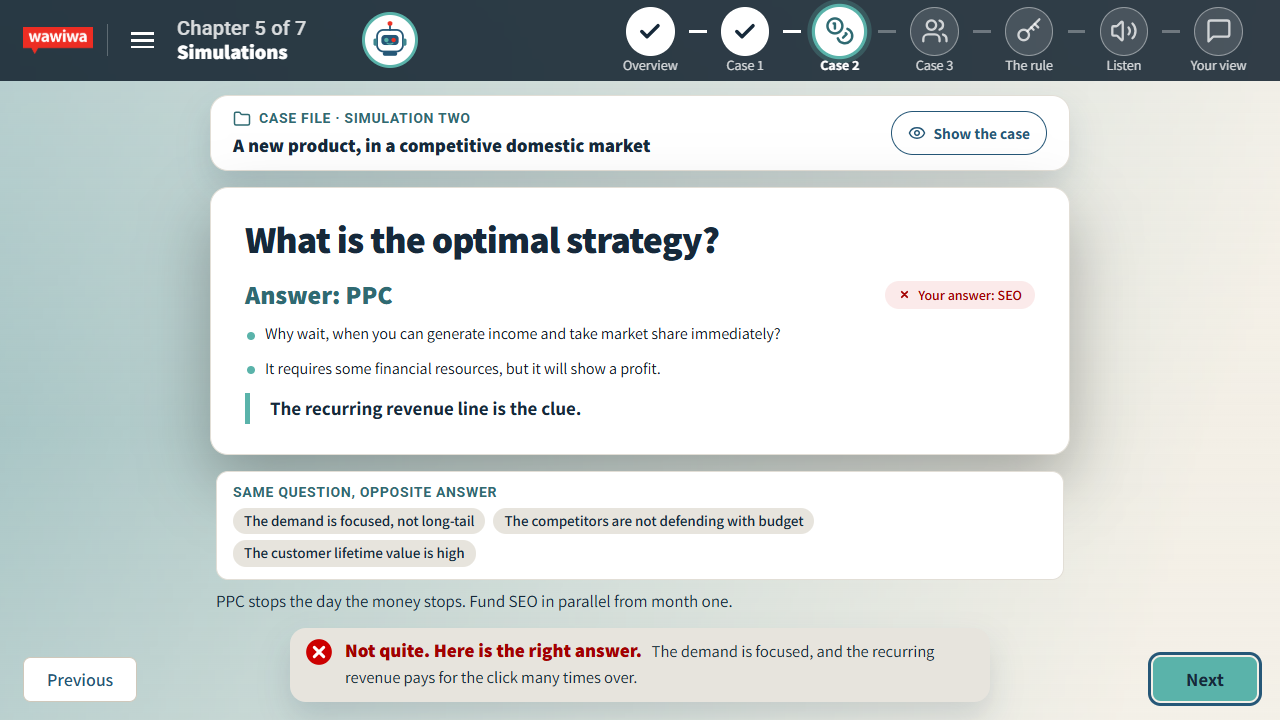 wawiwa
Chapter 5 of 7
Simulations
Overview
Case 1
Case 2
Case 3
The rule
Listen
Your view
CASE FILE · SIMULATION TWO
A new product, in a competitive domestic market
Show the case
What is the optimal strategy?
Answer: PPC
Your answer: SEO
Why wait, when you can generate income and take market share immediately?
It requires some financial resources, but it will show a profit.
The recurring revenue line is the clue.
SAME QUESTION, OPPOSITE ANSWER
The demand is focused, not long-tail
The competitors are not defending with budget
The customer lifetime value is high
PPC stops the day the money stops. Fund SEO in parallel from month one.
Not quite. Here is the right answer. The demand is focused, and the recurring
revenue pays for the click many times over.
Previous
Next